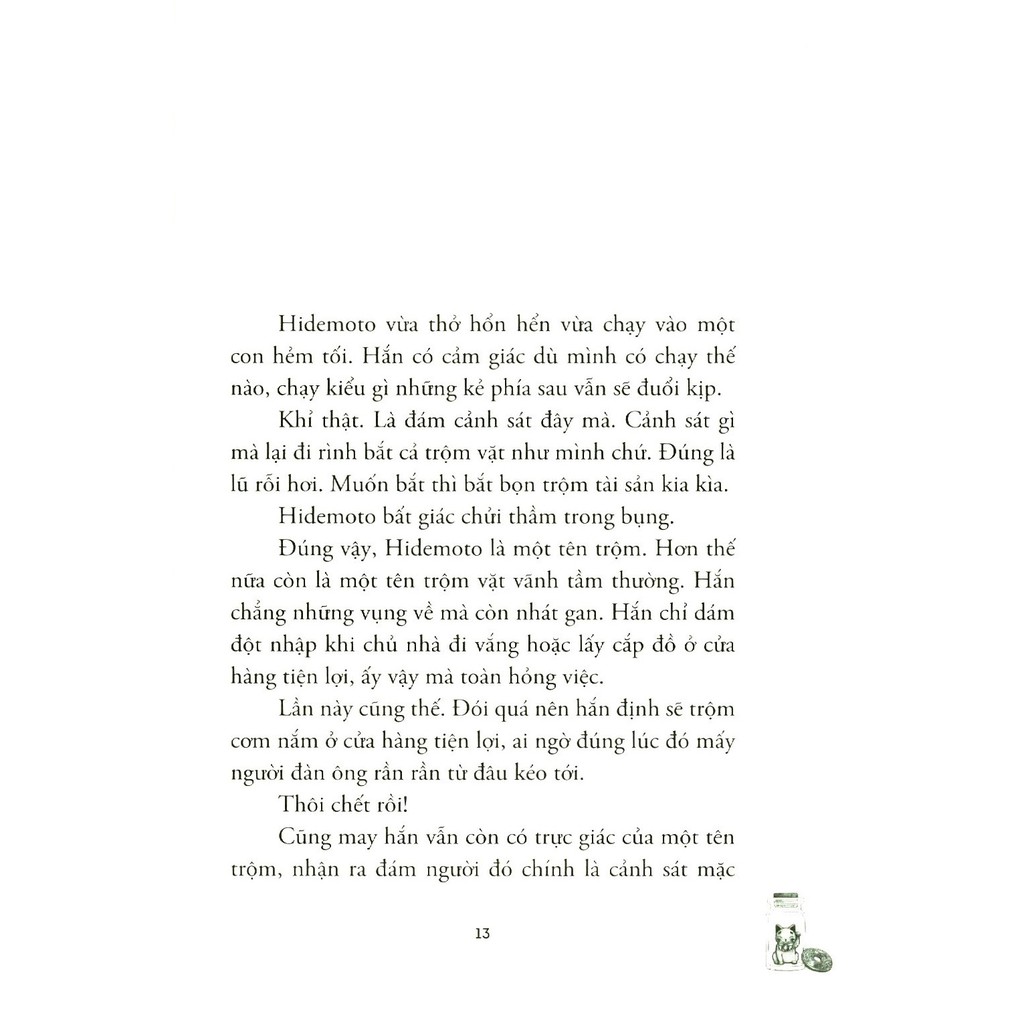 Hidemoto vừa thở hổn hển vừa chạy vào một
con hẻm tối. Hắn có cảm giác dù mình có chạy thế
nào, chạy kiểu gì những kẻ phía sau vẫn sẽ đuổi kịp.
Khỉ thật. Là đám cảnh sát đây mà. Cảnh sát gì
mà lại đi rình bắt cả trộm vặt như mình chứ. Đúng là
lũ rỗi hơi. Muốn bắt thì bắt bọn trộm tài sản kia kìa.
Hidemoto bất giác chửi thầm trong bụng.
Đúng vậy, Hidemoto là một tên trộm. Hơn thế
nữa còn là một tên trộm vặt vãnh tầm thường. Hắn
chẳng những vụng về mà còn nhát gan. Hắn chỉ dám
đột nhập khi chủ nhà đi vắng hoặc lấy cắp đồ ở cửa
hàng tiện lợi, ấy vậy mà toàn hỏng việc.
Lần này cũng thế. Đói quá nên hắn định sẽ trộm
cơm nắm ở cửa hàng tiện lợi, ai ngờ đúng lúc đó mấy
người đàn ông rần rần từ đâu kéo tới.
Thôi chết rồi!
Cũng may hắn vẫn còn có trực giác của một tên
trộm, nhận ra đám người đó chính là cảnh sát mặc
13